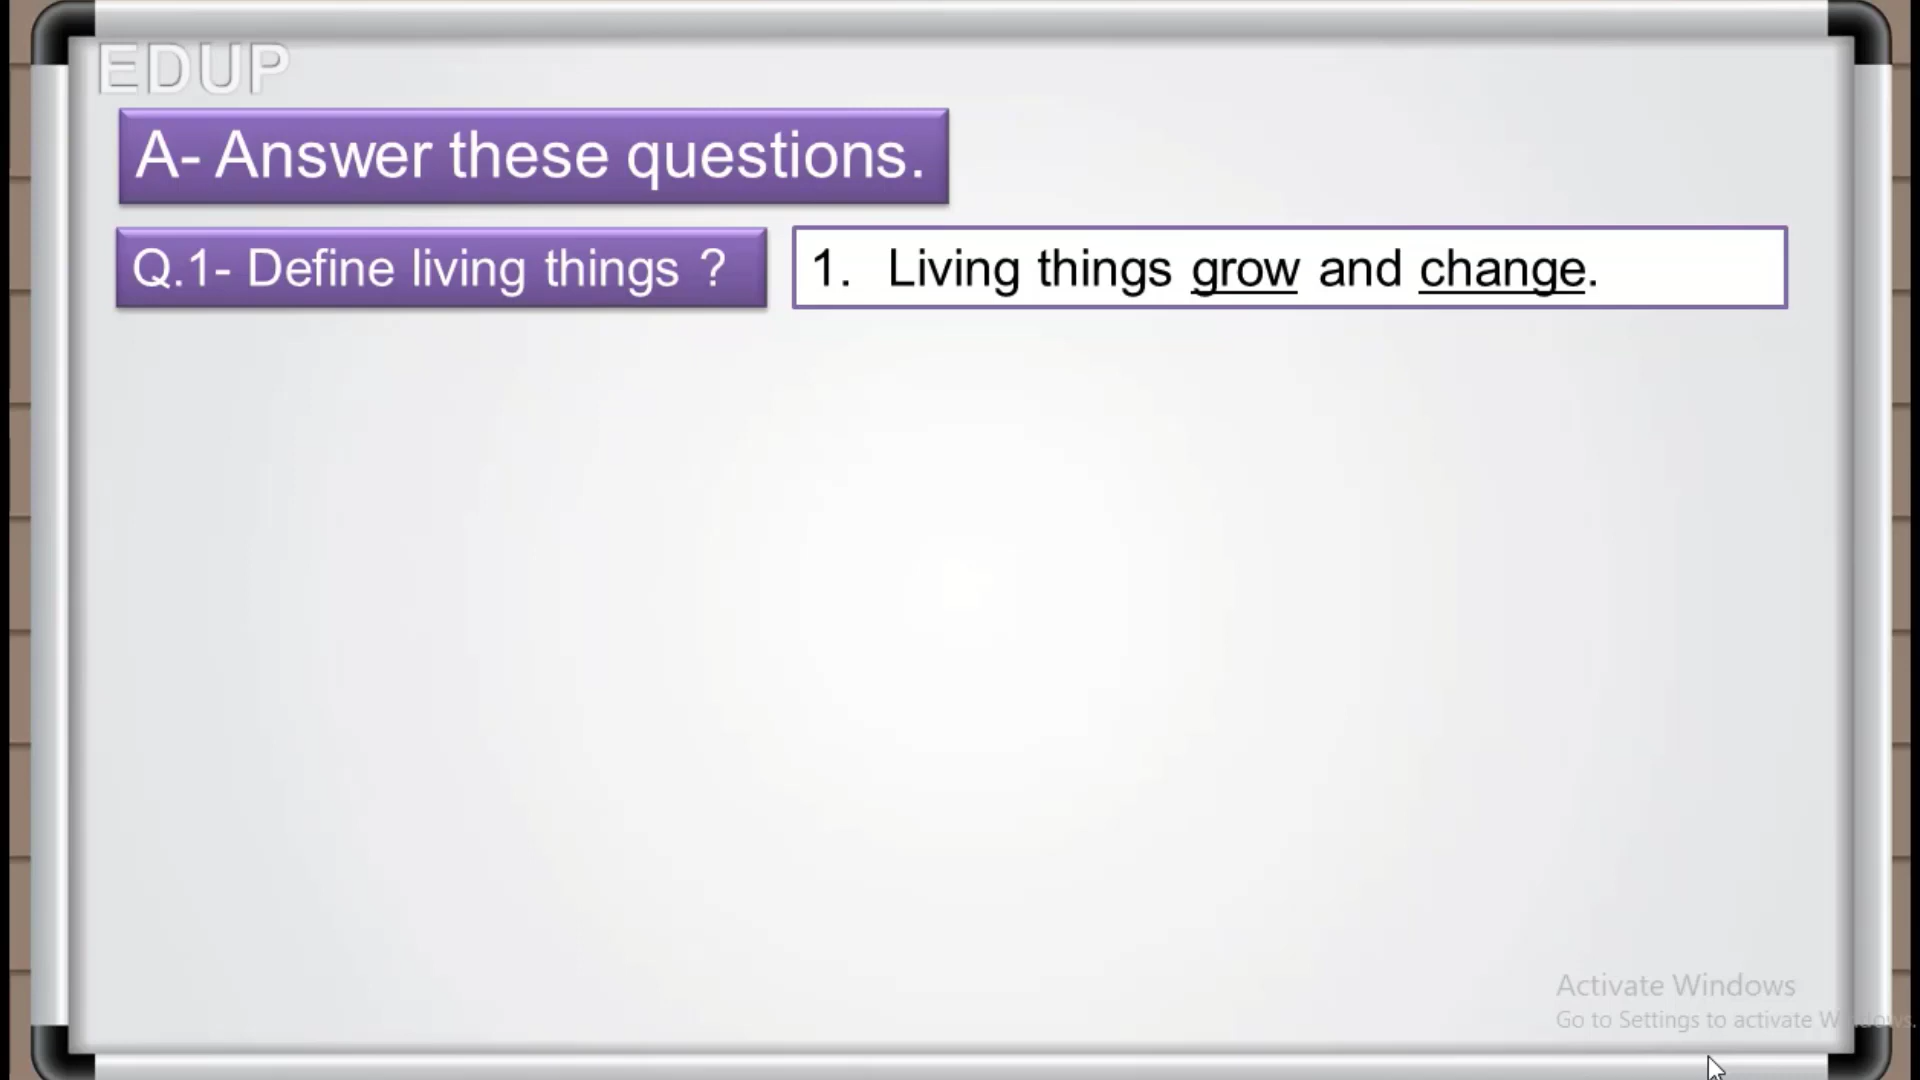 EDUP
A- Answer these questions.
Q.1- Define living things ?
1. Living things grow and change.
Activate Windows
Go to Settings to activate Windows.